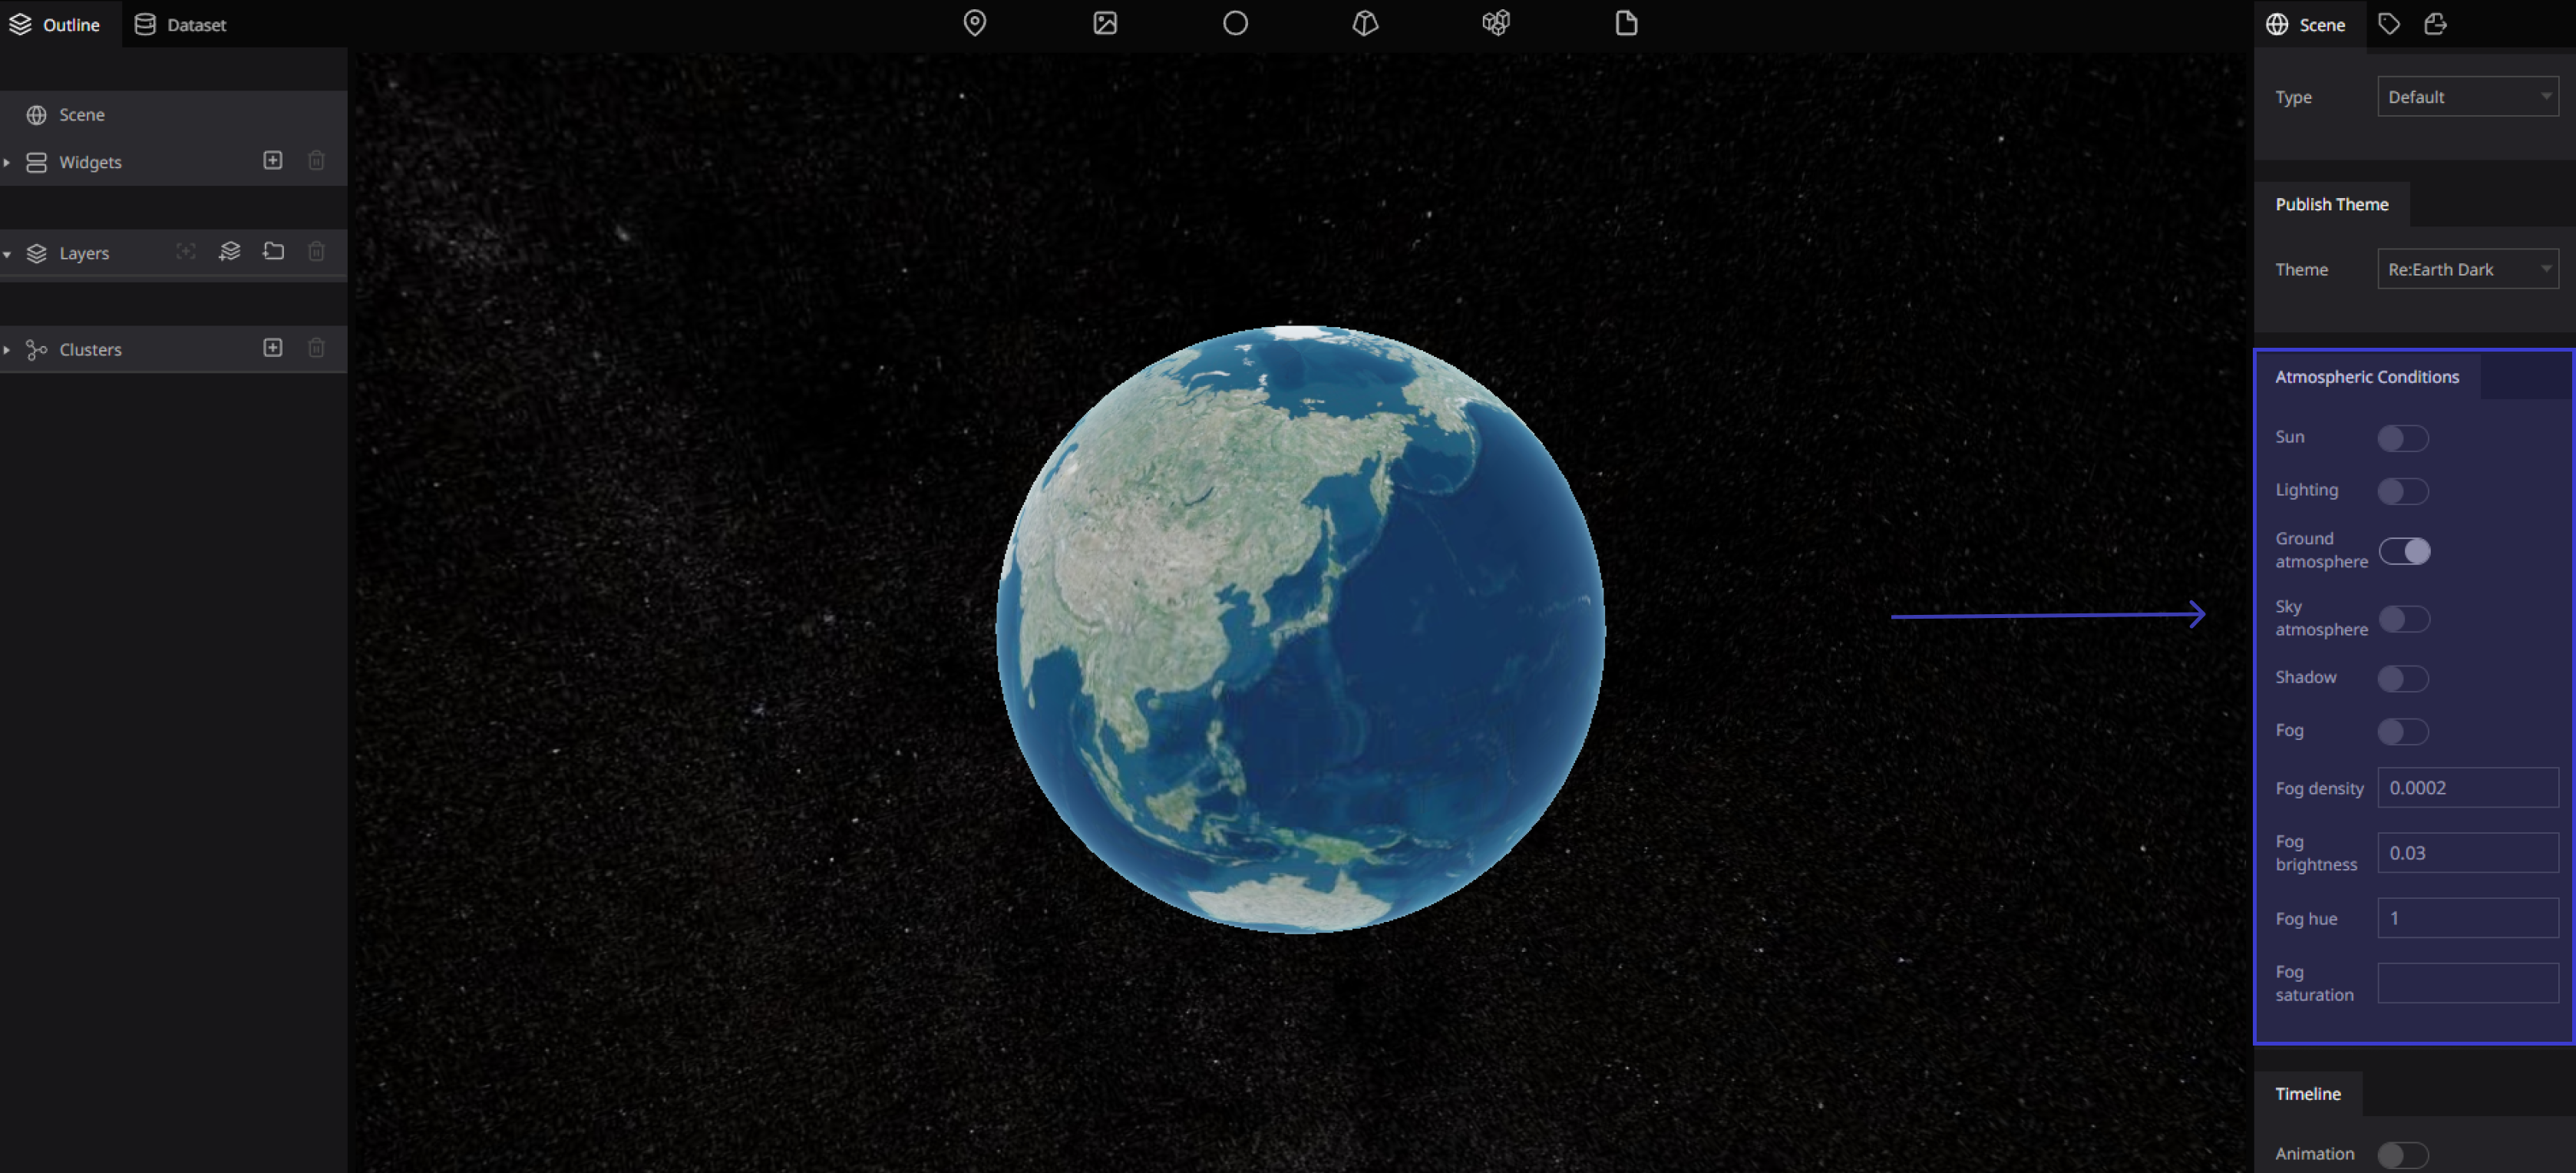 Outline
Dataset
Scene
Widgets
Layers
Clusters
Scene
Type
Default
Publish Theme
Theme
Re:Earth Dark
Atmospheric Conditions
Sun
Lighting
Ground
atmosphere
Sky
atmosphere
Shadow
Fog
Fog density
0.0002
Fog
brightness
0.03
Fog hue
1
Fog
saturation
Timeline
Animation